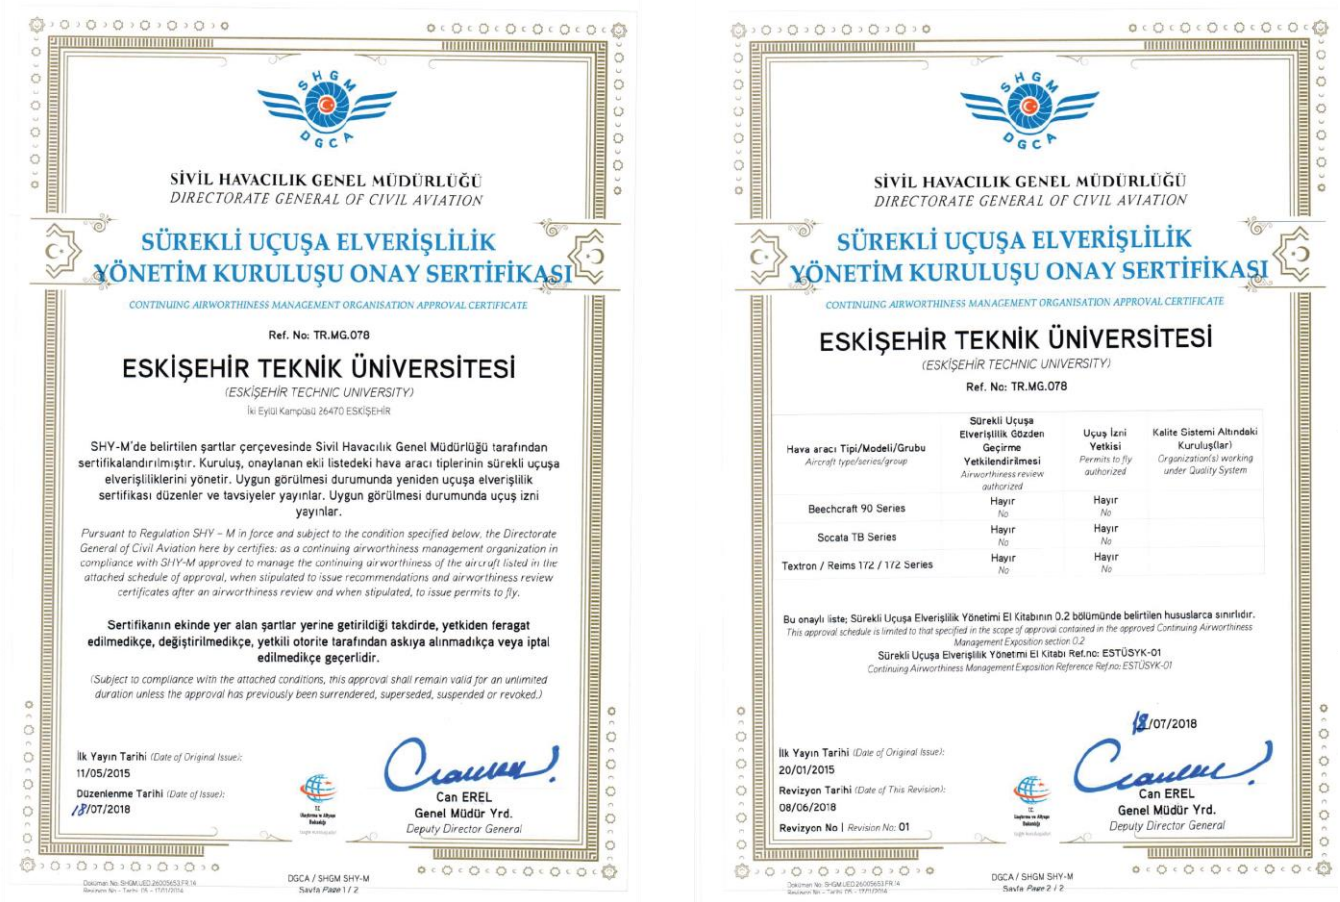 SHGM
DGCA
SİVİL HAVACILIK GENEL MÜDÜRLÜĞÜ
DIRECTORATE GENERAL OF CIVIL AVIATION
SÜREKLİ UÇUŞA ELVERİŞLİLİK
YÖNETİM KURULUŞU ONAY SERTİFİKASI
CONTINUING AIRWORTHINESS MANAGEMENT ORGANISATION APPROVAL CERTIFICATE
Ref. No: TR.MG.078
ESKİŞEHİR TEKNİK ÜNİVERSİTESİ
(ESKİŞEHİR TECHNIC UNIVERSITY)
İki Eylül Kampüsü 26470 ESKİŞEHİR
SHY-M'de belirtilen şartlar çerçevesinde Sivil Havacılık Genel Müdürlüğü tarafından
sertifikalandırılmıştır. Kuruluş, onaylanan ekli listedeki hava aracı tiplerinin sürekli uçuşa
elverişliliklerini yönetir. Uygun görülmesi durumunda yeniden uçuşa elverişlilik
sertifikası düzenler ve tavsiyeler yayınlar. Uygun görülmesi durumunda uçuş izni
yayınlar.
Pursuant to Regulation SHY – M in force and subject to the condition specified below, the Directorate
General of Civil Aviation here by certifies: as a continuing airworthiness management organization in
compliance with SHY-M approved to manage the continuing airworthiness of the aircraft listed in the
attached schedule of approval, when stipulated to issue recommendations and airworthiness review
certificates after an airworthiness review and when stipulated, to issue permits to fly.
Sertifikanın ekinde yer alan şartlar yerine getirildiği takdirde, yetkiden feragat
edilmedikçe, değiştirilmedikçe, yetkili otorite tarafından askıya alınmadıkça veya iptal
edilmedikçe geçerlidir.
(Subject to compliance with the attached conditions, this approval shall remain valid for an unlimited
duration unless the approval has previously been surrendered, superseded, suspended or revoked.)
İlk Yayın Tarihi (Date of Original Issue):
11/05/2015
Düzenlenme Tarihi (Date of Issue):
18/07/2018
T.C.
Ulaştırma ve Altyapı
Bakanlığı
Can EREL
Genel Müdür Yrd.
Deputy Director General
DGCA / SHGM SHY-M
Sayfa Page 1 / 2
Doküman No: SHGM.UED.26005653.FR.14
SHGM
DGCA
SİVİL HAVACILIK GENEL MÜDÜRLÜĞÜ
DIRECTORATE GENERAL OF CIVIL AVIATION
SÜREKLİ UÇUŞA ELVERİŞLİLİK
YÖNETİM KURULUŞU ONAY SERTİFİKASI
CONTINUING AIRWORTHINESS MANAGEMENT ORGANISATION APPROVAL CERTIFICATE
ESKİŞEHİR TEKNİK ÜNİVERSİTESİ
(ESKİŞEHİR TECHNIC UNIVERSITY)
Ref. No: TR.MG.078
Hava aracı Tipi/Modeli/Grubu
Aircraft type/series/group
Sürekli Uçuşa
Elverişlilik Gözden
Geçirme
Yetkilendirilmesi
Airworthiness review
authorized
Uçuş İzni
Yetkisi
Permits to fly
authorized
Kalite Sistemi Altındaki
Kuruluş(lar)
Organization(s) working
under Quality System
Beechcraft 90 Series
Hayır
No
Hayır
No
Socata TB Series
Hayır
No
Hayır
No
Textron / Reims 172 / 172 Series
Hayır
No
Hayır
No
Bu onaylı liste; Sürekli Uçuşa Elverişlilik Yönetimi El Kitabının 0.2 bölümünde belirtilen hususlarca sınırlıdır.
This approval schedule is limited to that specified in the scope of approval contained in the approved Continuing Airworthiness
Management Exposition section 0.2
Sürekli Uçuşa Elverişlilik Yönetimi El Kitabı Ref.no: ESTÜSYK-01
Continuing Airworthiness Management Exposition Reference Ref.no: ESTÜSYK-01
18/07/2018
İlk Yayın Tarihi (Date of Original Issue):
20/01/2015
Revizyon Tarihi (Date of This Revision):
08/06/2018
Revizyon No | Revision No: 01
T.C.
Ulaştırma ve Altyapı
Bakanlığı
Can EREL
Genel Müdür Yrd.
Deputy Director General
DGCA / SHGM SHY-M
Sayfa Page 2 / 2
Doküman No: SHGM.UED.26005653.FR.14